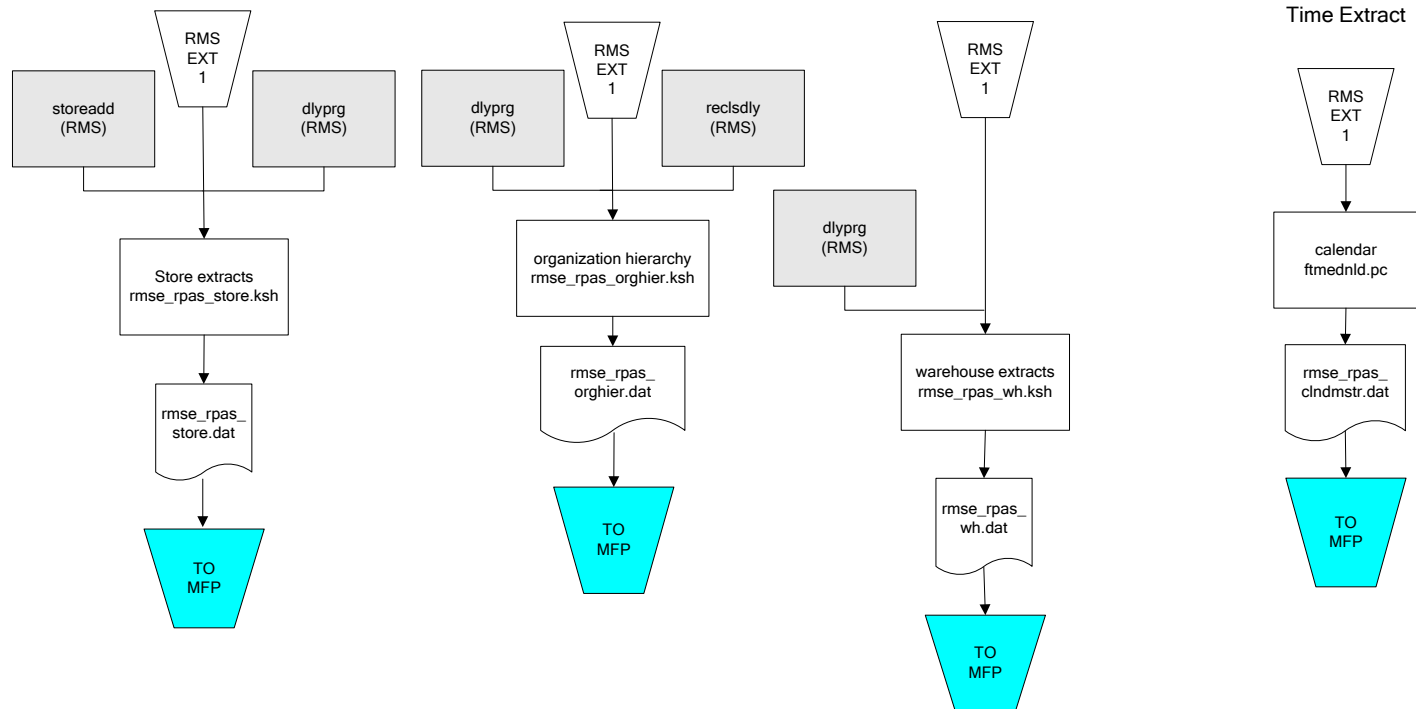 RMS
EXT
1
storeadd
(RMS)
dlyprg
(RMS)
Store extracts
rmse_rpas_store.ksh
rmse_rpas_
store.dat
TO
MFP
RMS
EXT
1
dlyprg
(RMS)
reclsdly
(RMS)
organization hierarchy
rmse_rpas_orghier.ksh
rmse_rpas_
orghier.dat
TO
MFP
RMS
EXT
1
dlyprg
(RMS)
warehouse extracts
rmse_rpas_wh.ksh
rmse_rpas_
wh.dat
TO
MFP
Time Extract
RMS
EXT
1
calendar
ftmednld.pc
rmse_rpas_
clndmstr.dat
TO
MFP